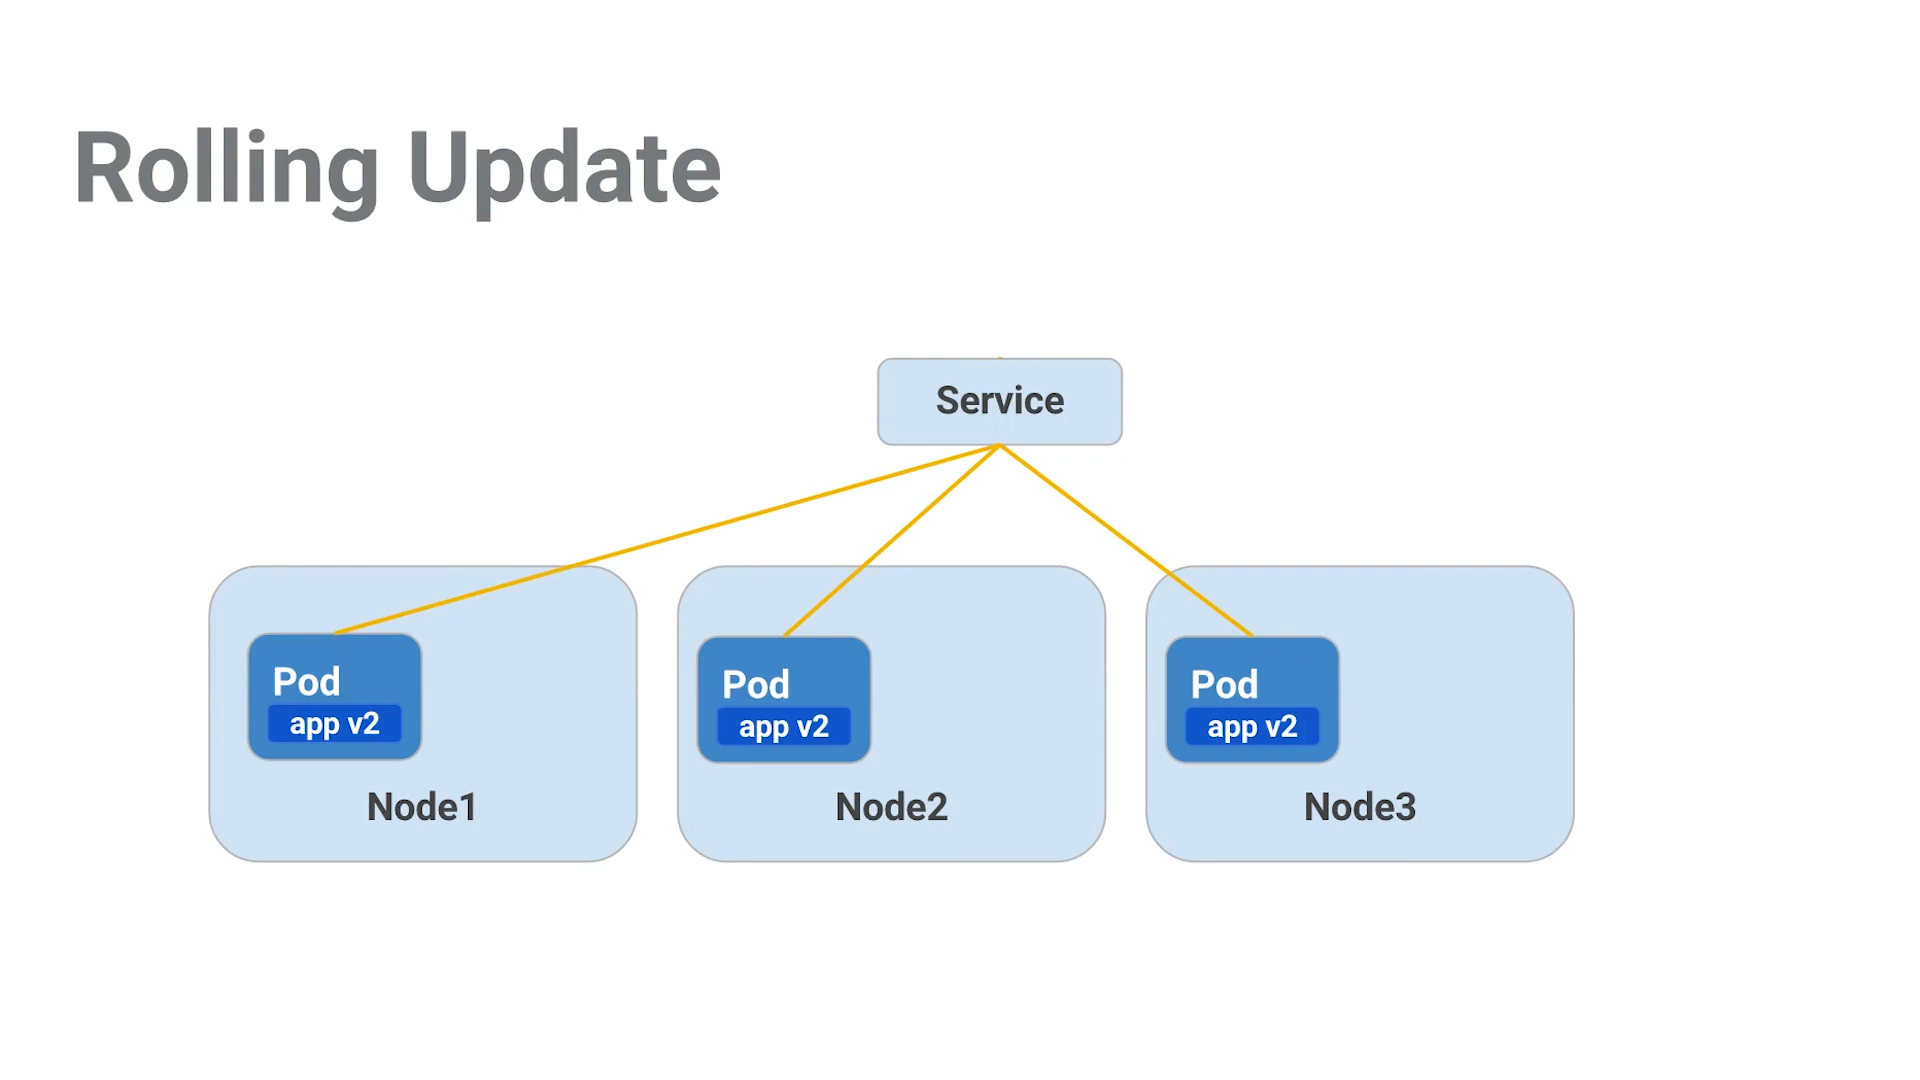 Rolling Update
Service
Pod
app v2
Node1
Pod
app v2
Node2
Pod
app v2
Node3